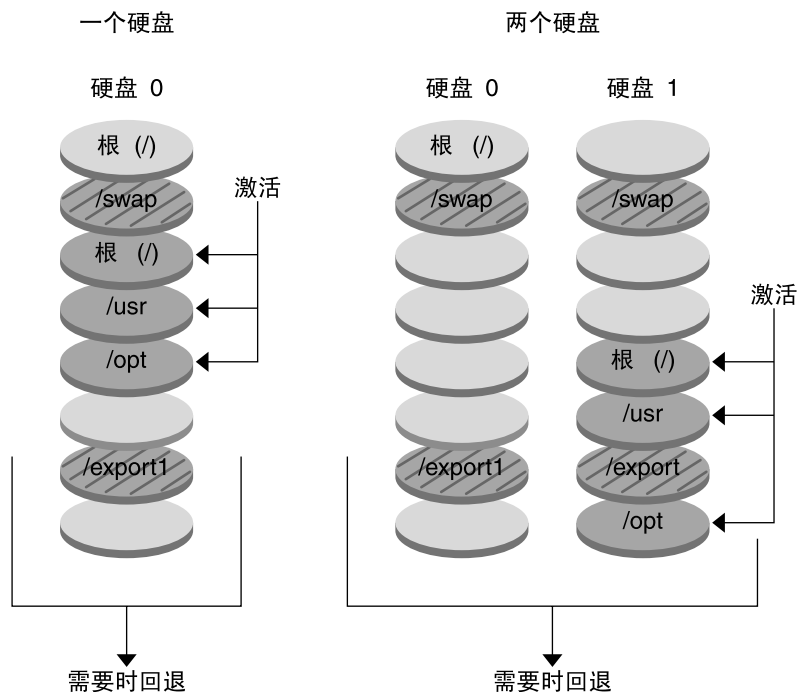 一个硬盘
硬盘 0
根 (/)
/swap
激活
根 (/)
/usr
/opt
/export1
需要时回退
两个硬盘
硬盘 0
硬盘 1
根 (/)
/swap
/swap
激活
根 (/)
/usr
/export1
/export
/opt
需要时回退